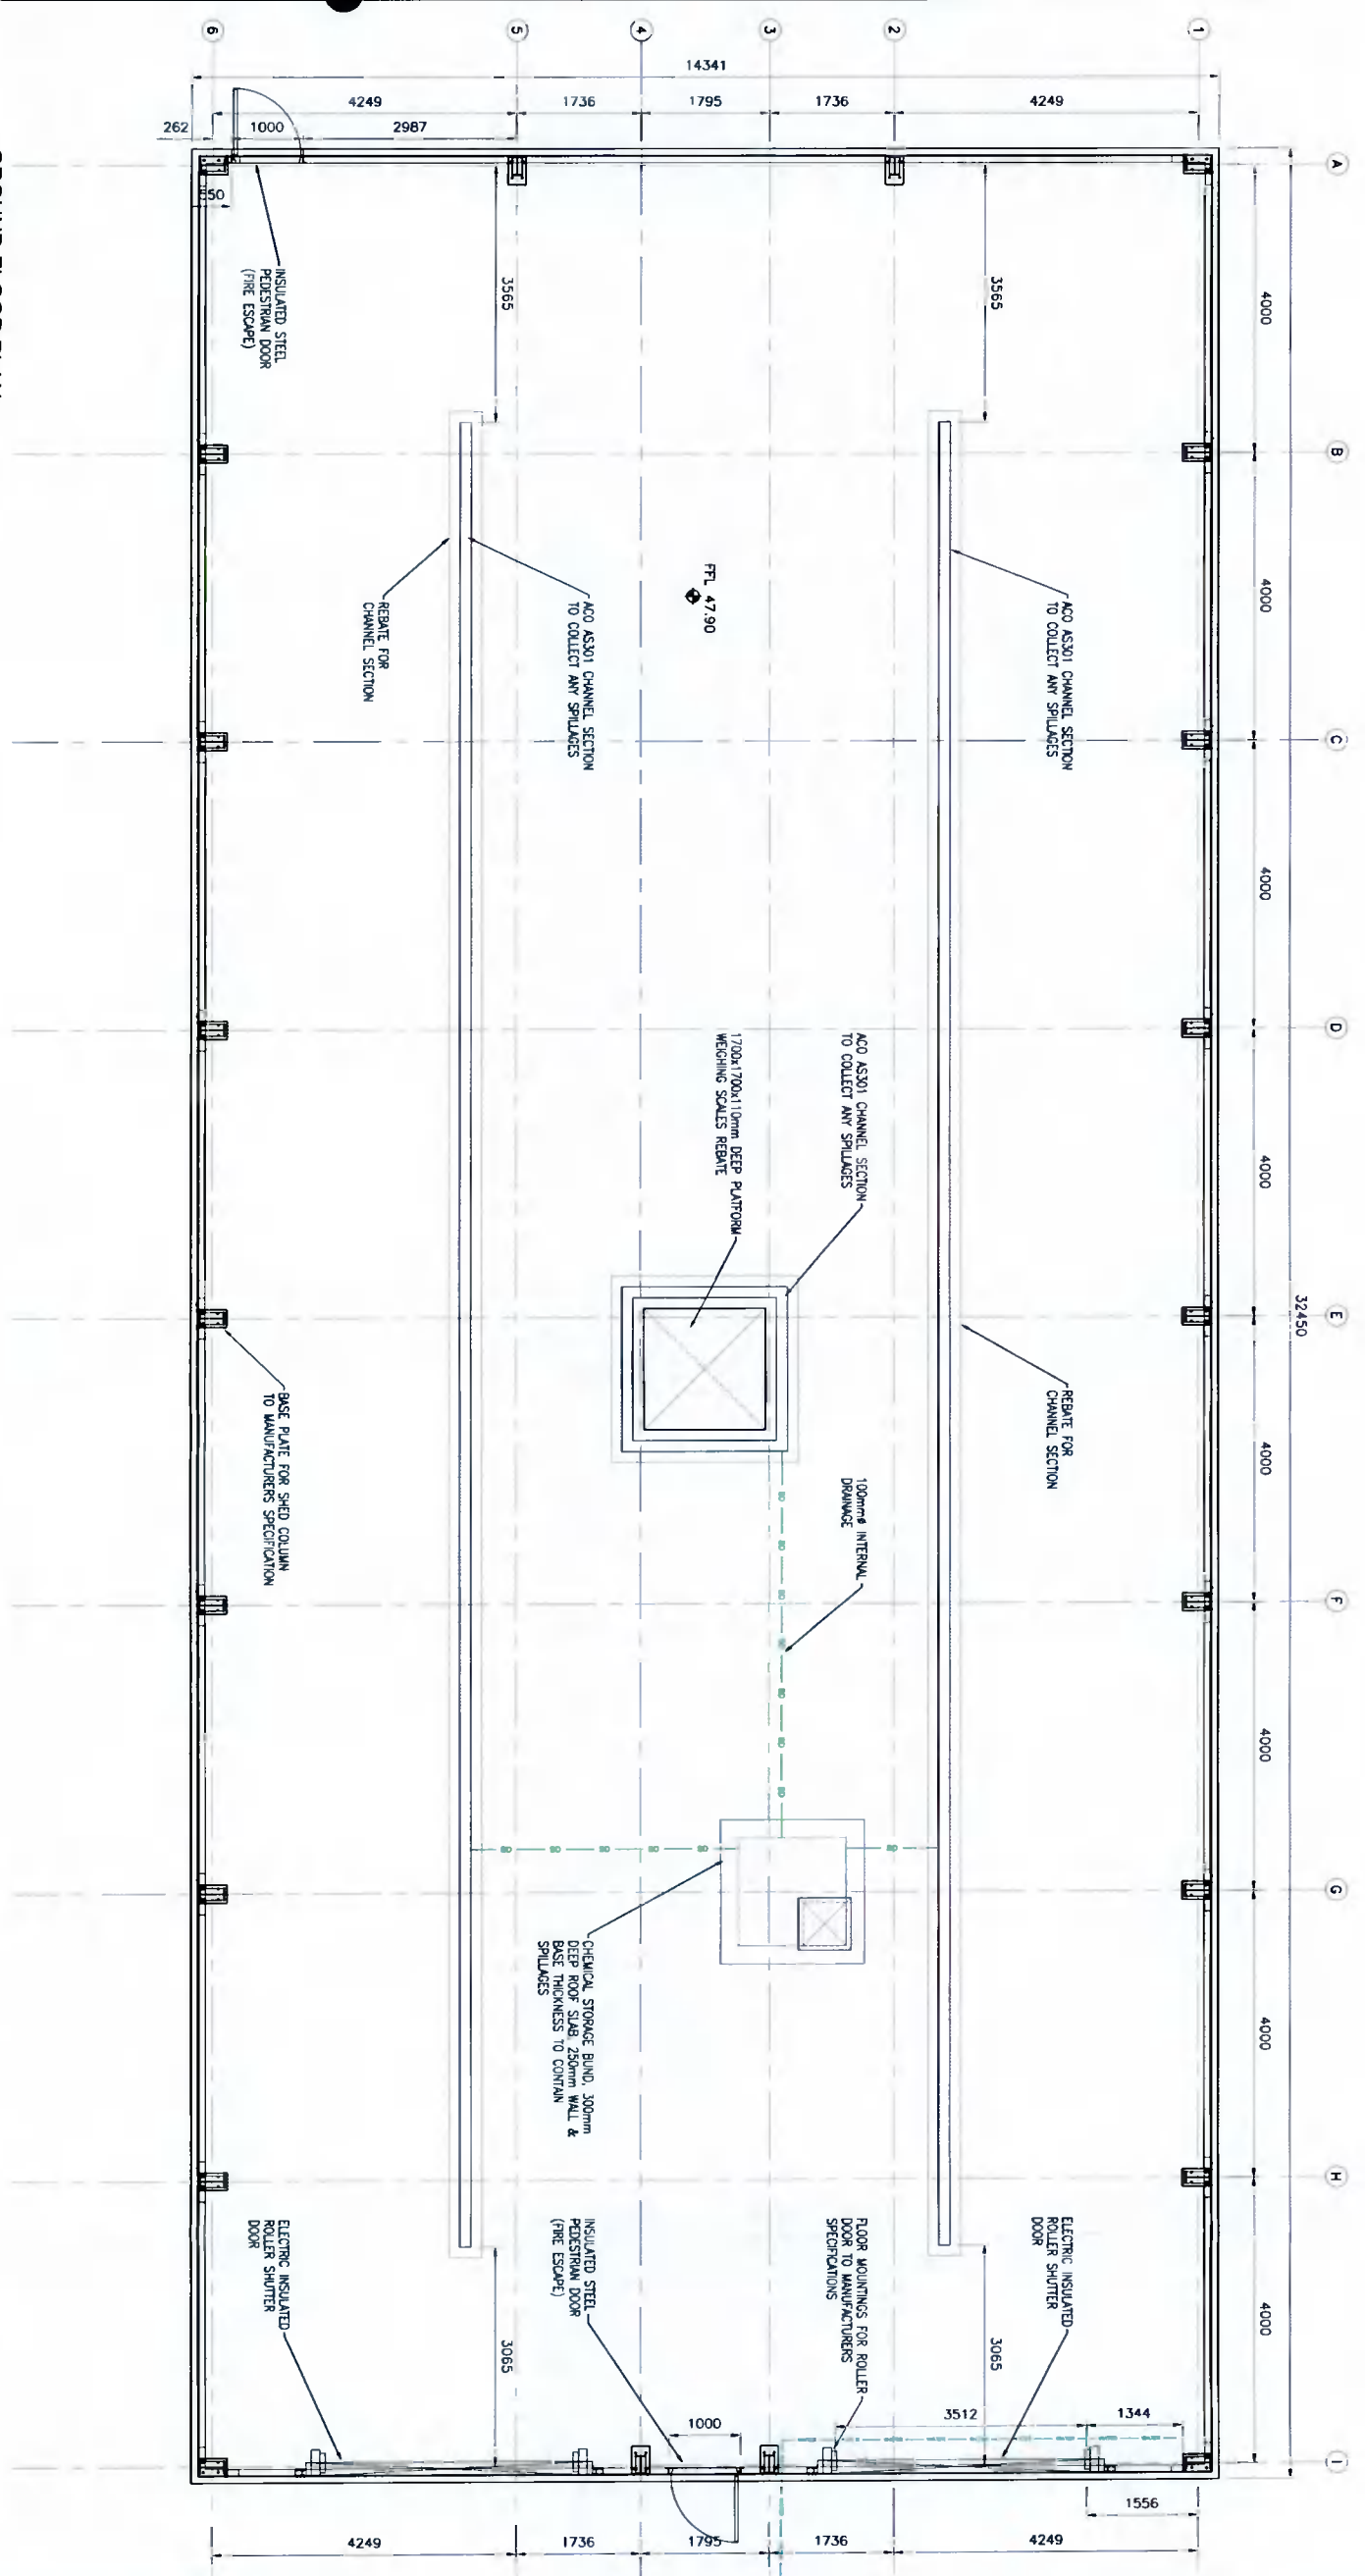 6
5
4
3
2
1
14341
4249
1736
1795
1736
4249
262
1000
2987
550
A
B
C
D
E
F
G
H
I
4000
4000
4000
4000
4000
4000
4000
4000
32450
3565
3565
INSULATED STEEL
PEDESTRIAN DOOR
(FIRE ESCAPE)
FFL 47.90
ACO AS301 CHANNEL SECTION
TO COLLECT ANY SPILLAGES
ACO AS301 CHANNEL SECTION
TO COLLECT ANY SPILLAGES
REBATE FOR
CHANNEL SECTION
ACO AS301 CHANNEL SECTION
TO COLLECT ANY SPILLAGES
1700x1700x110mm DEEP PLATFORM
WEIGHING SCALES REBATE
REBATE FOR
CHANNEL SECTION
BASE PLATE FOR SHED COLUMN
TO MANUFACTURERS SPECIFICATION
100mmø INTERNAL
DRAINAGE
CHEMICAL STORAGE BUND, 300mm
DEEP ROOF SLAB, 250mm WALL &
BASE THICKNESS TO CONTAIN
SPILLAGES
ELECTRIC INSULATED
ROLLER SHUTTER
DOOR
FLOOR MOUNTINGS FOR ROLLER
DOOR TO MANUFACTURERS
SPECIFICATIONS
INSULATED STEEL
PEDESTRIAN DOOR
(FIRE ESCAPE)
ELECTRIC INSULATED
ROLLER SHUTTER
DOOR
3065
3065
1000
3512
1344
1556
4249
1736
1795
1736
4249